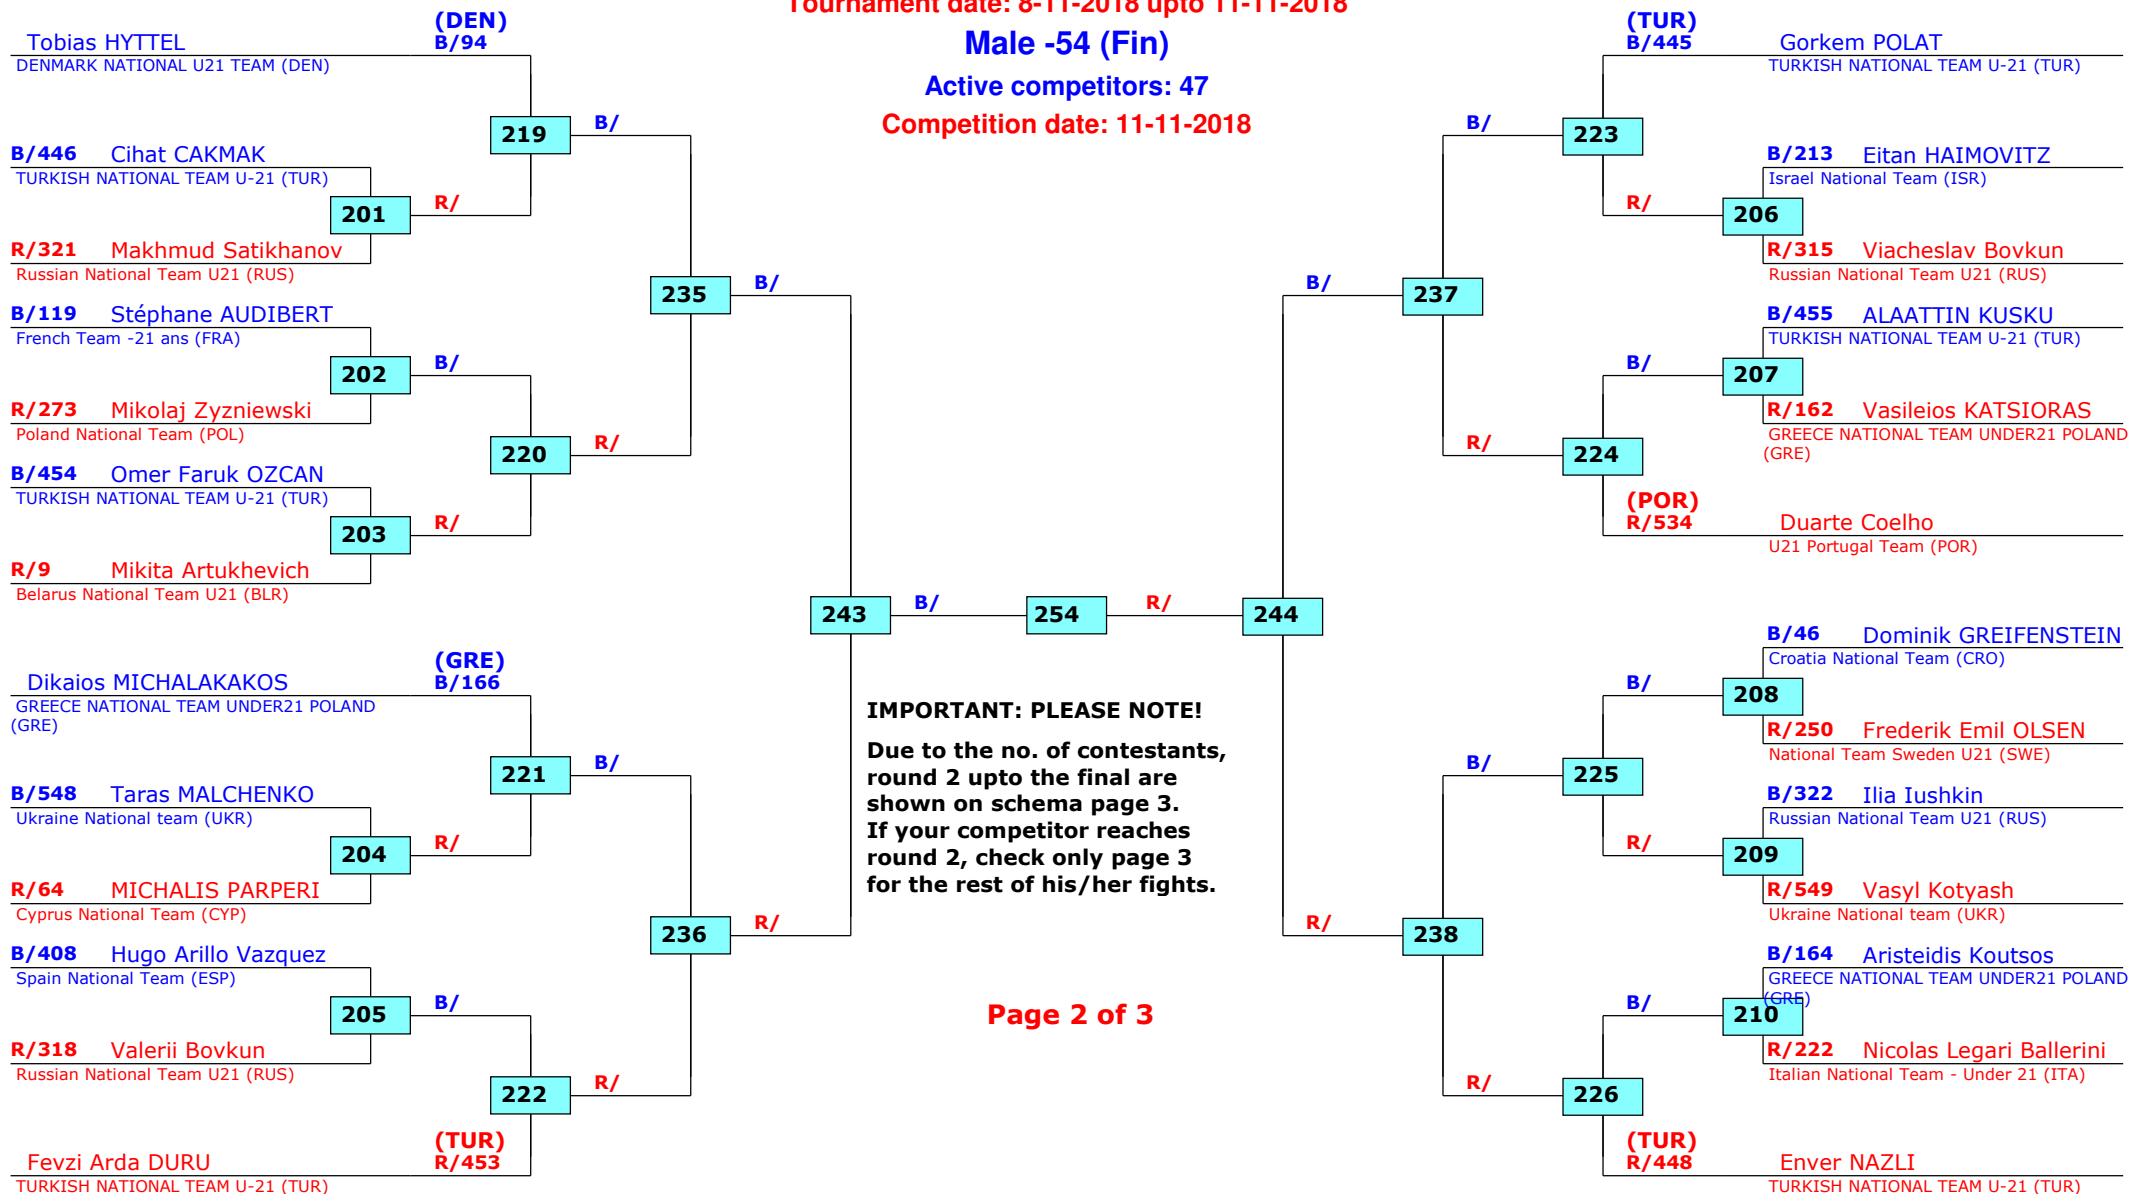 Tournament date: 8-11-2018 upto 11-11-2018
Male -54 (Fin)
Active competitors: 47
Competition date: 11-11-2018
(DEN)
Tobias HYTTEL B/94
DENMARK NATIONAL U21 TEAM (DEN)
219 B/
B/446 Cihat CAKMAK
TURKISH NATIONAL TEAM U-21 (TUR)
201 R/
R/321 Makhmud Satikhanov
Russian National Team U21 (RUS)
235 B/
B/119 Stéphane AUDIBERT
French Team -21 ans (FRA)
202 B/
R/273 Mikolaj Zyzniewski
Poland National Team (POL)
220 R/
B/454 Omer Faruk OZCAN
TURKISH NATIONAL TEAM U-21 (TUR)
203 R/
R/9 Mikita Artukhevich
Belarus National Team U21 (BLR)
243 B/ 254 R/ 244
(GRE)
Dikaios MICHALAKAKOS B/166
GREECE NATIONAL TEAM UNDER21 POLAND
(GRE)
221 B/
B/548 Taras MALCHENKO
Ukraine National team (UKR)
204 R/
R/64 MICHALIS PARPERI
Cyprus National Team (CYP)
236 R/
B/408 Hugo Arillo Vazquez
Spain National Team (ESP)
205 B/
R/318 Valerii Bovkun
Russian National Team U21 (RUS)
222 R/
(TUR)
Fevzi Arda DURU R/453
TURKISH NATIONAL TEAM U-21 (TUR)
IMPORTANT: PLEASE NOTE!
Due to the no. of contestants,
round 2 upto the final are
shown on schema page 3.
If your competitor reaches
round 2, check only page 3
for the rest of his/her fights.
Page 2 of 3
(TUR)
B/445 Gorkem POLAT
TURKISH NATIONAL TEAM U-21 (TUR)
B/ 223
B/213 Eitan HAIMOVITZ
Israel National Team (ISR)
R/ 206
R/315 Viacheslav Bovkun
Russian National Team U21 (RUS)
B/ 237
B/455 ALAATTIN KUSKU
TURKISH NATIONAL TEAM U-21 (TUR)
B/ 207
R/162 Vasileios KATSIORAS
GREECE NATIONAL TEAM UNDER21 POLAND
(GRE)
R/ 224
(POR)
R/534 Duarte Coelho
U21 Portugal Team (POR)
B/46 Dominik GREIFENSTEIN
Croatia National Team (CRO)
B/ 208
R/250 Frederik Emil OLSEN
National Team Sweden U21 (SWE)
B/ 225
B/322 Ilia Iushkin
Russian National Team U21 (RUS)
R/ 209
R/549 Vasyl Kotyash
Ukraine National team (UKR)
R/ 238
B/164 Aristeidis Koutsos
GREECE NATIONAL TEAM UNDER21 POLAND
(GRE)
B/ 210
R/222 Nicolas Legari Ballerini
Italian National Team - Under 21 (ITA)
R/ 226
(TUR)
R/448 Enver NAZLI
TURKISH NATIONAL TEAM U-21 (TUR)